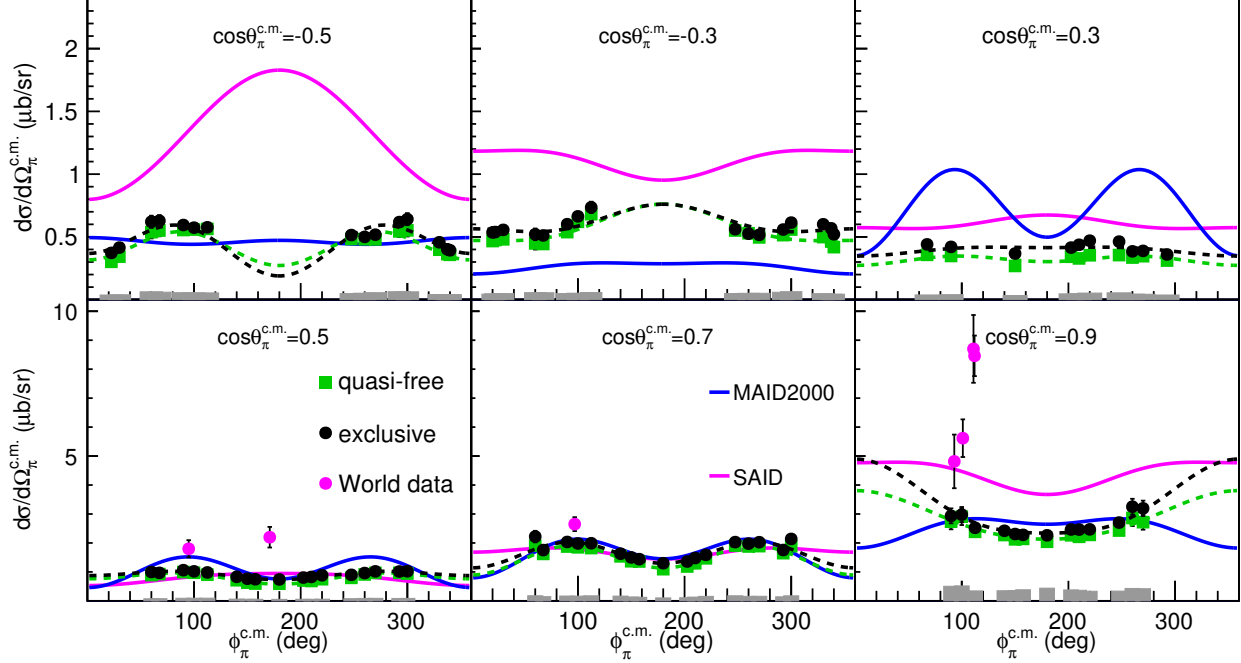 cosθπc.m.=-0.5
cosθπc.m.=-0.3
cosθπc.m.=0.3
dσ/dΩπc.m. (μb/sr)
2
1.5
1
0.5
cosθπc.m.=0.5
cosθπc.m.=0.7
cosθπc.m.=0.9
dσ/dΩπc.m. (μb/sr)
10
5
quasi-free
exclusive
World data
MAID2000
SAID
100 200 300
100 200 300
100 200 300
ϕπc.m. (deg)
ϕπc.m. (deg)
ϕπc.m. (deg)